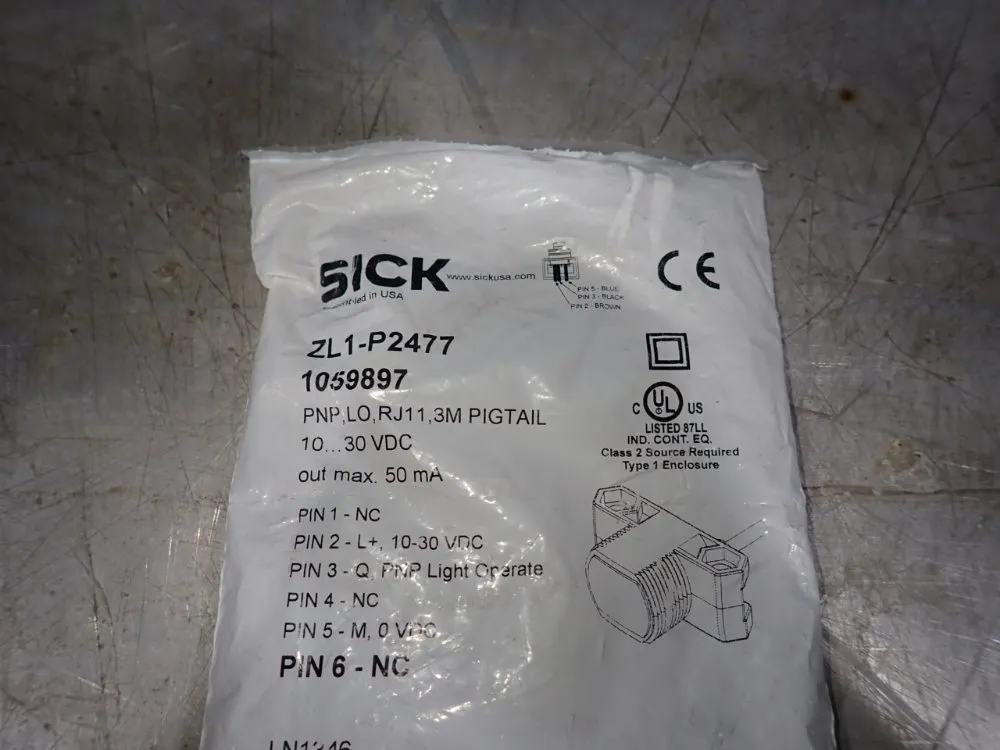 SICK
www.sickusa.com
led in USA
PIN 5 - BLUE
PIN 3 - BLACK
PIN 2 - BROWN
CE
ZL1-P2477
1059897
PNP,LO,RJ11,3M PIGTAIL
10...30 VDC
out max. 50 mA
C UL US
LISTED 87LL
IND. CONT. EQ.
Class 2 Source Required
Type 1 Enclosure
PIN 1 - NC
PIN 2 - L+, 10-30 VDC
PIN 3 - Q, PNP Light Operate
PIN 4 - NC
PIN 5 - M, 0 VDC
PIN 6 - NC